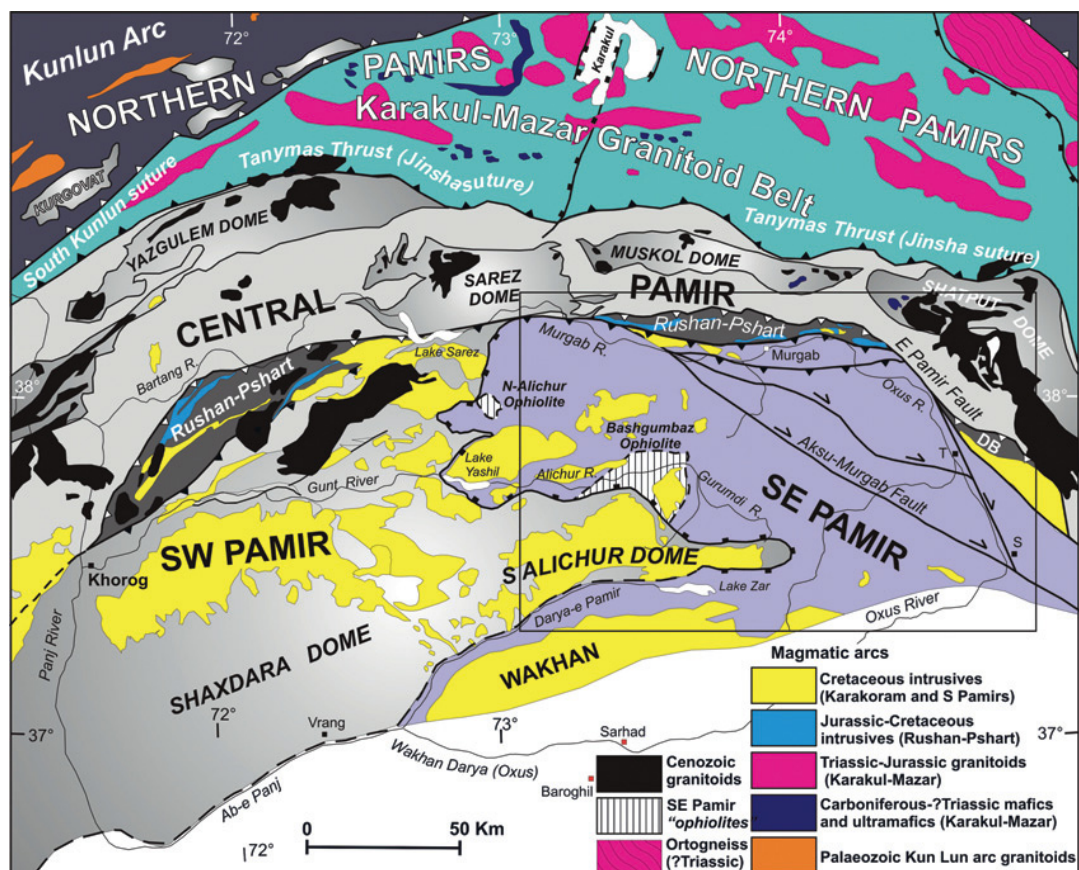 Kunlun Arc
72°
73°
74°
Karakul
NORTHERN
PAMIRS
NORTHERN PAMIRS
Karakul-Mazar Granitoid Belt
KURGOVAT
South Kunlun suture
Tanymas Thrust (Jinshasuture)
Tanymas Thrust (Jinsha suture)
YAZGULEM DOME
SAREZ
DOME
MUSKOL DOME
SHATPUT
DOME
CENTRAL
PAMIR
Rushan-Pshart
Rushan-Pshart
Bartang R.
Lake Sarez
Murgab R.
Murgab
Oxus R.
E Pamir Fault
38°
38°
N-Alichur
Ophiolite
Bashgumbaz
Ophiolite
Lake
Yashil
Alichur R.
Gurumdi R.
Gunt River
Aksu-Murgab Fault
DB
T
S
SW PAMIR
SE PAMIR
S ALICHUR DOME
Khorog
Lake Zar
Darya-e Pamir
Oxus River
Panj River
SHAXDARA DOME
WAKHAN
72°
73°
37°
37°
Vrang
Sarhad
Baroghil
Wakhan Darya (Oxus)
Ab-e Panj
72°
0
50 Km
Magmatic arcs
Cretaceous intrusives
(Karakoram and S Pamirs)
Jurassic-Cretaceous
intrusives (Rushan-Pshart)
Triassic-Jurassic granitoids
(Karakul-Mazar)
Carboniferous-?Triassic mafics
and ultramafics (Karakul-Mazar)
Palaeozoic Kun Lun arc granitoids
Cenozoic
granitoids
SE Pamir
"ophiolites"
Ortogneiss
(?Triassic)